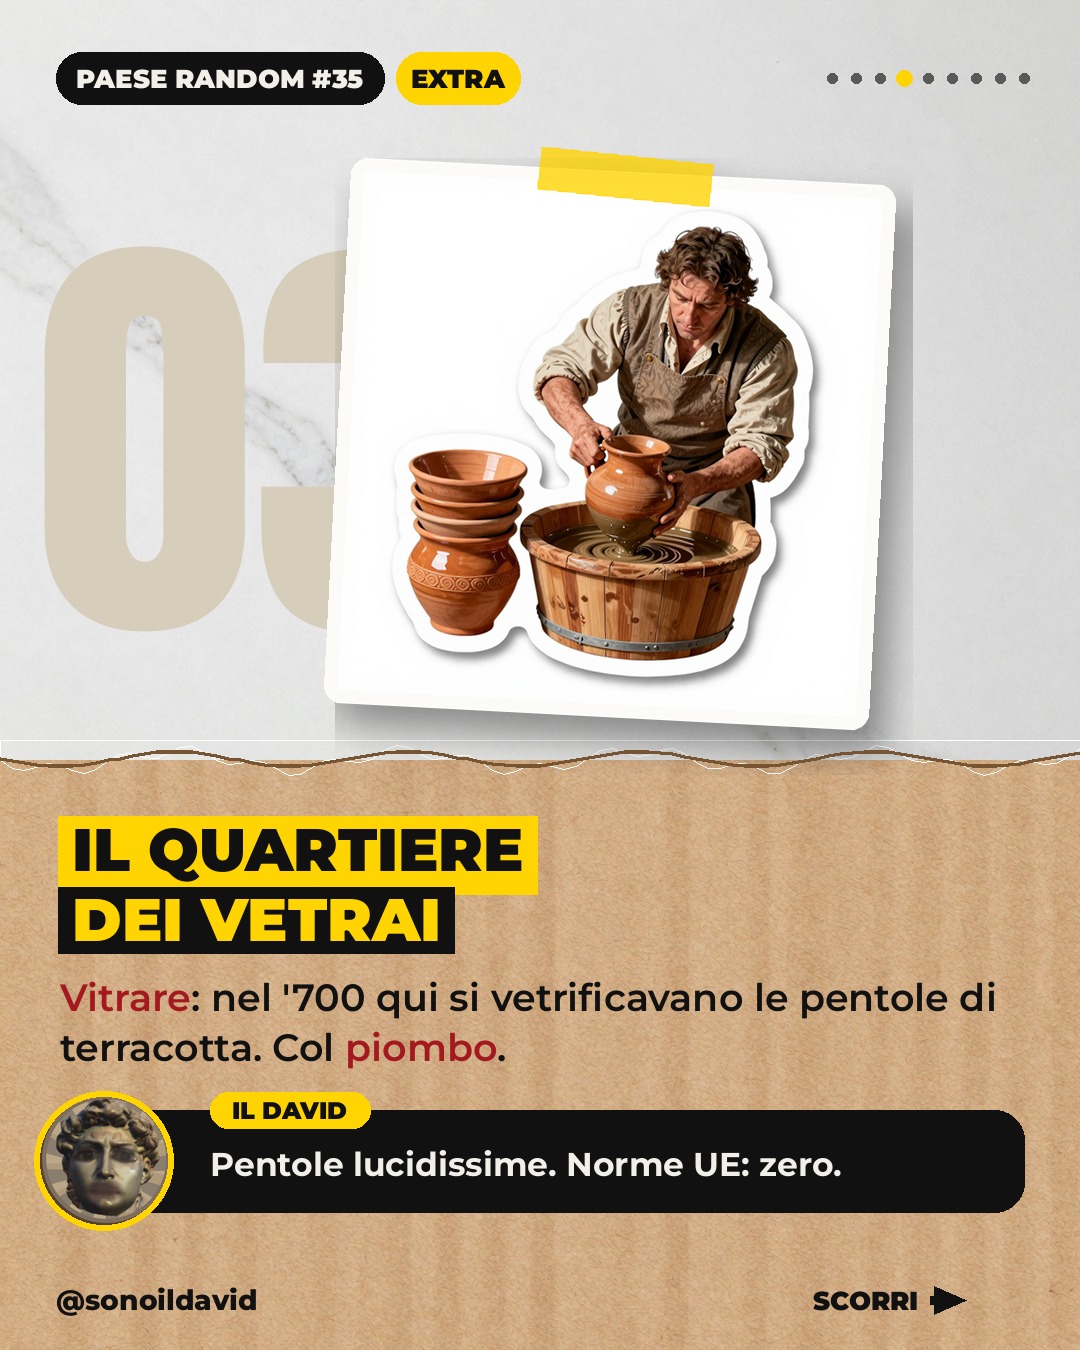 PAESE RANDOM #35
EXTRA
03
IL QUARTIERE
DEI VETRAI
Vitrare: nel '700 qui si vetrificavano le pentole di
terracotta. Col piombo.
IL DAVID
Pentole lucidissime. Norme UE: zero.
@sonoildavid
SCORRI